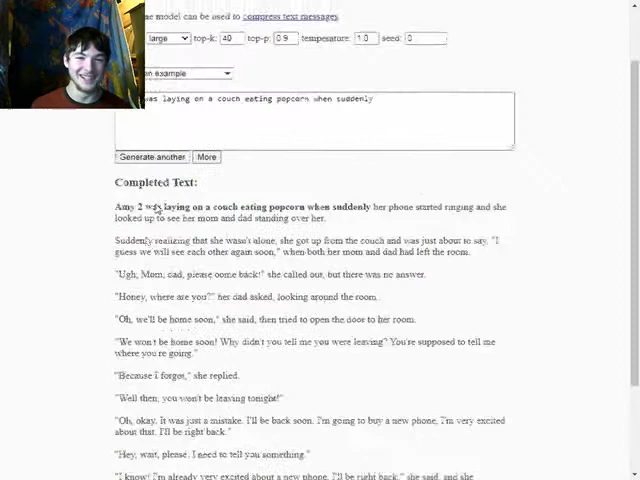 ne model can be used to compress text messages
large top-k: 40 top-p: 0.9 temperature: 1.0 seed: 0
an example
was laying on a couch eating popcorn when suddenly
Generate another More
Completed Text:
Amy 2 was laying on a couch eating popcorn when suddenly her phone started ringing and she
looked up to see her mom and dad standing over her.
Suddenly realizing that she wasn't alone, she got up from the couch and was just about to say, "I
guess we will see each other again soon," when both her mom and dad had left the room.
"Ugh, Mom, dad, please come back!" she called out, but there was no answer.
"Honey, where are you?" her dad asked, looking around the room.
"Oh, we'll be home soon," she said, then tried to open the door to her room.
"We won't be home soon! Why didn't you tell me you were leaving? You're supposed to tell me
where you're going."
"Because I forgot," she replied.
"Well then, you won't be leaving tonight!"
"Oh, okay. It was just a mistake. I'll be back soon. I'm going to buy a new phone, I'm very excited
about that. I'll be right back."
"Hey, wait, please. I need to tell you something."
"I know! I'm already very excited about a new phone. I'll be right back," she said, and she